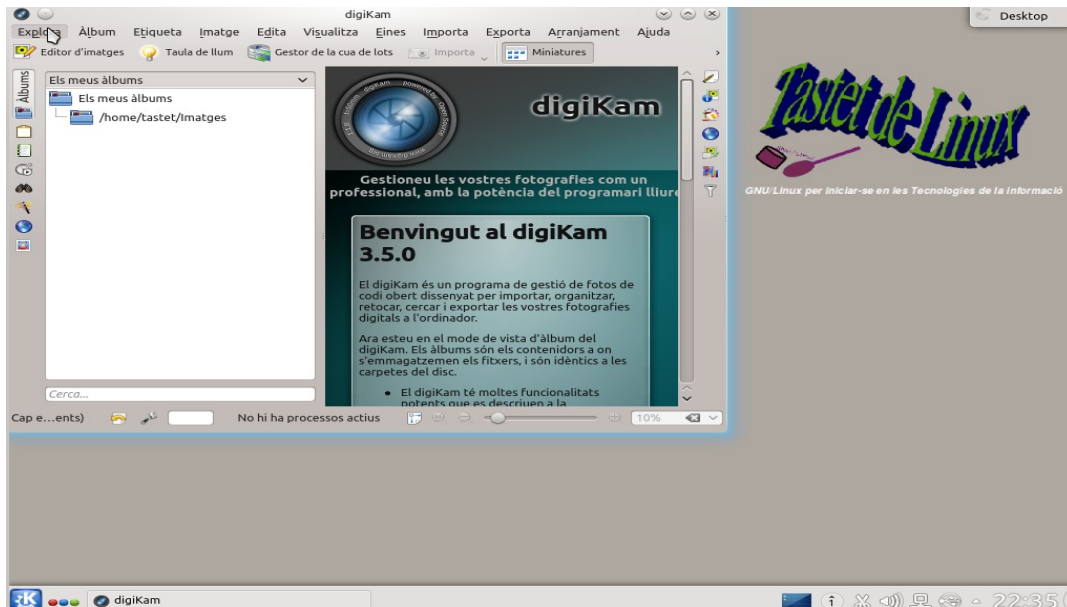 digiKam
Desktop
Explora Àlbum Etiqueta Imatge Edita Visualitza Eines Importa Exporta Arranjament Ajuda
Editor d'imatges Taula de llum Gestor de la cua de lots Importa Miniatures
Àlbums
Els meus àlbums
Els meus àlbums
/home/tastet/Imatges
Cerca...
digiKam
Gestioneu les vostres fotografies com un
professional, amb la potència del programari lliure
Benvingut al digiKam
3.5.0
El digiKam és un programa de gestió de fotos de
codi obert dissenyat per importar, organitzar,
retocar, cercar i exportar les vostres fotografies
digitals a l'ordinador.
Ara esteu en el mode de vista d'àlbum del
digiKam. Els àlbums són els contenidors a on
s'emmagatzemen els fitxers, i són idèntics a les
carpetes del disc.
• El digiKam té moltes funcionalitats
potents que es descriuen a la
Cap e...ents) No hi ha processos actius 10%
Tastet de Linux
GNU/Linux per iniciar-se en les Tecnologies de la Informació
digiKam
22:35